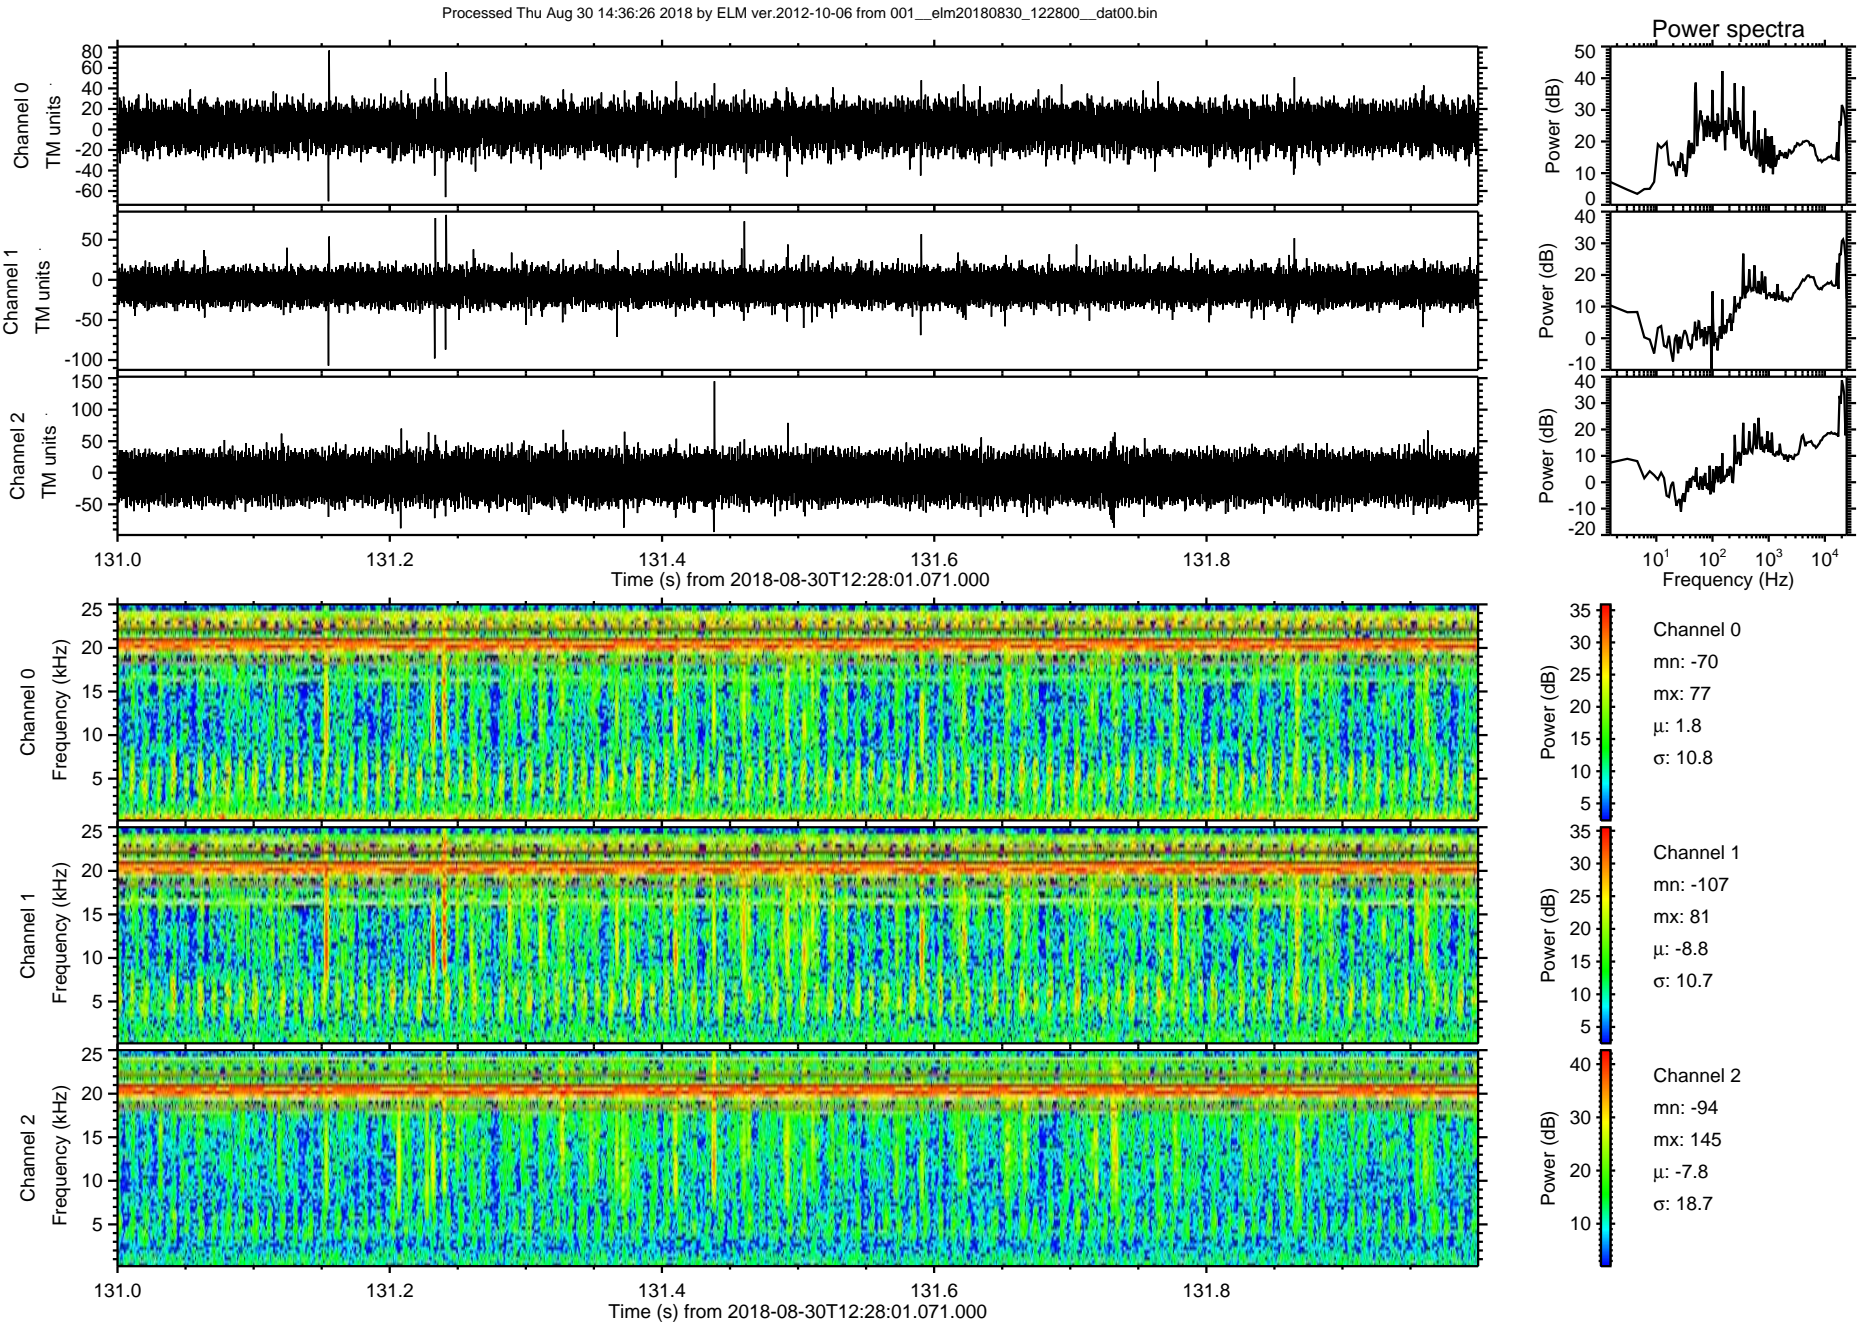 Processed Thu Aug 30 14:36:26 2018 by ELM ver.2012-10-06 from 001__elm20180830_122800__dat00.bin
Power spectra
Channel 0
TM units
80
60
40
20
0
-20
-40
-60
Power (dB)
50
40
30
20
10
0
Channel 1
TM units
50
0
-50
-100
Power (dB)
40
30
20
10
0
-10
Channel 2
TM units
150
100
50
0
-50
Power (dB)
40
30
20
10
0
-10
-20
131.0 131.2 131.4 131.6 131.8
Time (s) from 2018-08-30T12:28:01.071.000
10^1 10^2 10^3 10^4
Frequency (Hz)
Channel 0
Frequency (kHz)
25
20
15
10
5
Power (dB)
35
30
25
20
15
10
5
Channel 0
mn: -70
mx: 77
µ: 1.8
σ: 10.8
Channel 1
Frequency (kHz)
25
20
15
10
5
Power (dB)
35
30
25
20
15
10
5
Channel 1
mn: -107
mx: 81
µ: -8.8
σ: 10.7
Channel 2
Frequency (kHz)
25
20
15
10
5
Power (dB)
40
30
20
10
Channel 2
mn: -94
mx: 145
µ: -7.8
σ: 18.7
131.0 131.2 131.4 131.6 131.8
Time (s) from 2018-08-30T12:28:01.071.000